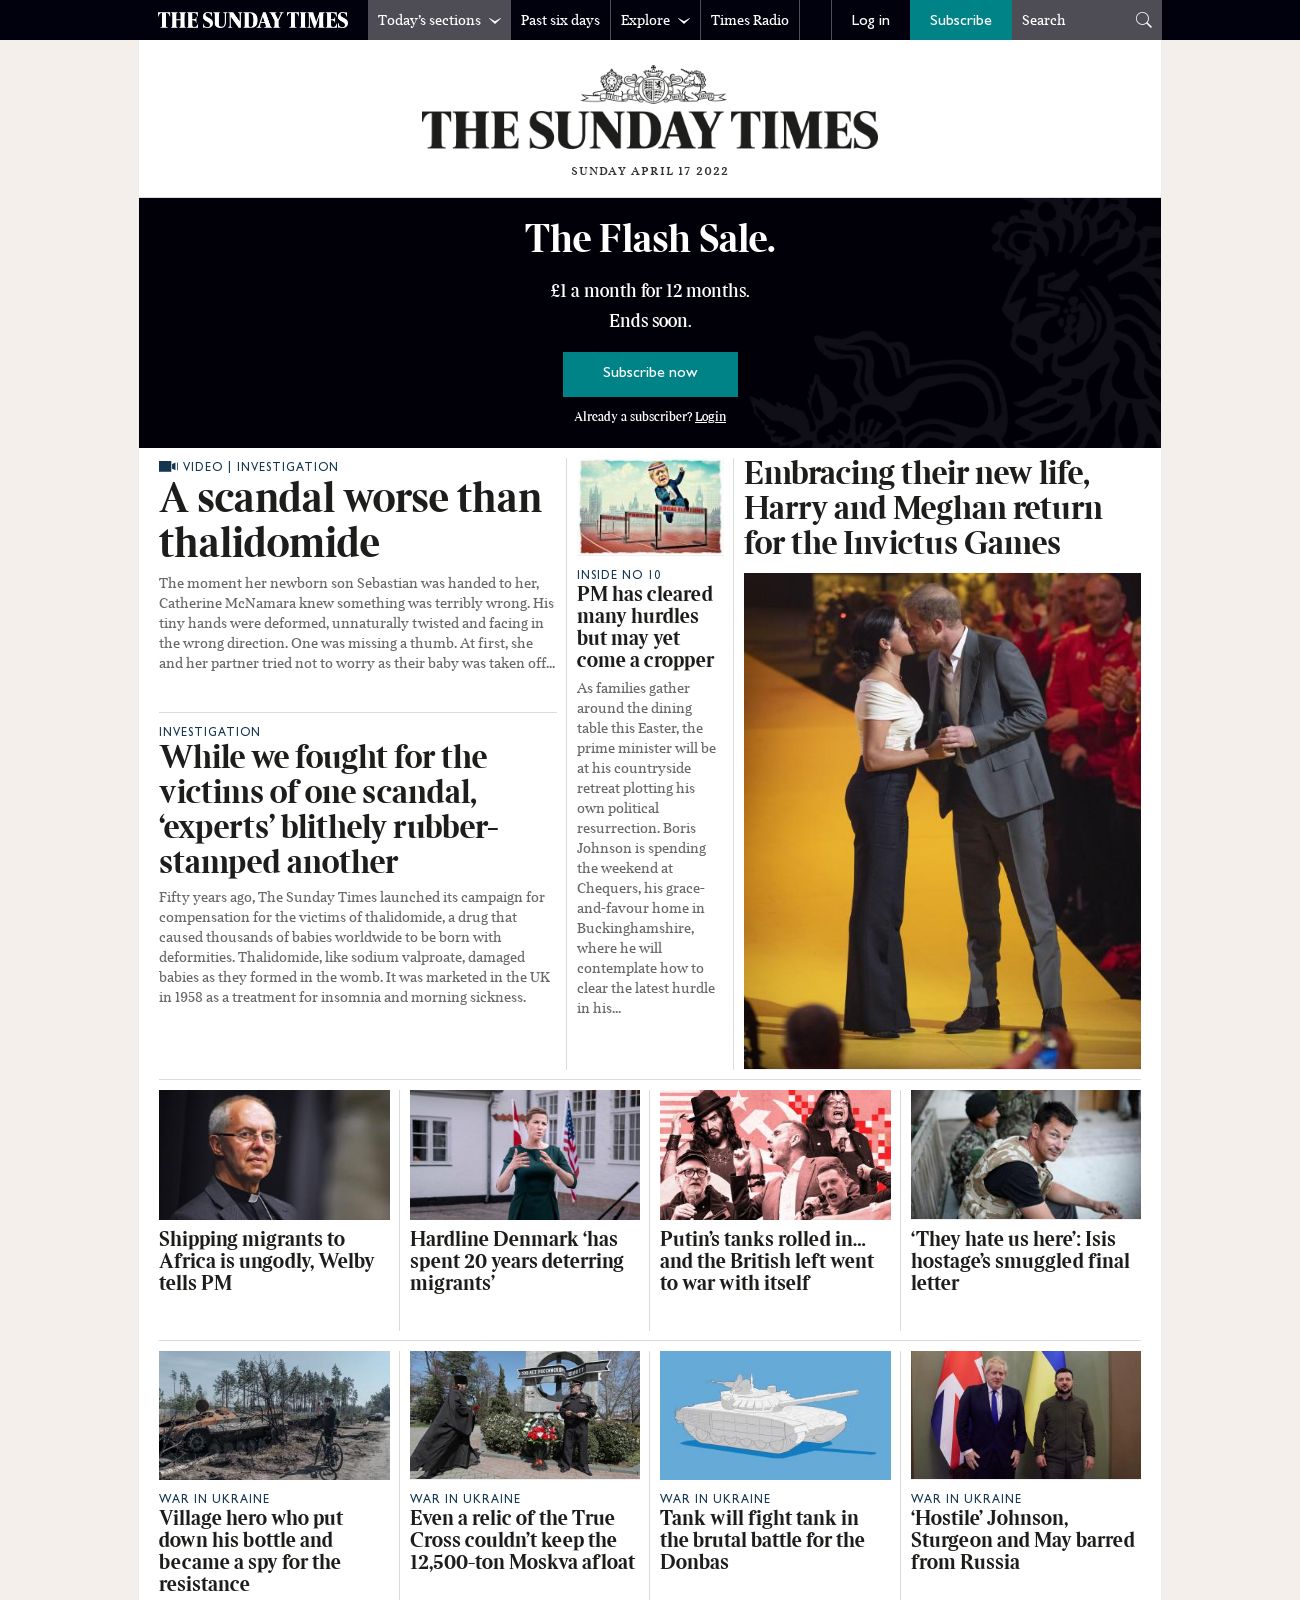 THE SUNDAY TIMES
Today's sections
Past six days
Explore
Times Radio
Log in
Subscribe
Search
THE SUNDAY TIMES
SUNDAY APRIL 17 2022
The Flash Sale.
£1 a month for 12 months.
Ends soon.
Subscribe now
Already a subscriber? Login
VIDEO | INVESTIGATION
A scandal worse than
thalidomide
The moment her newborn son Sebastian was handed to her,
Catherine McNamara knew something was terribly wrong. His
tiny hands were deformed, unnaturally twisted and facing in
the wrong direction. One was missing a thumb. At first, she
and her partner tried not to worry as their baby was taken off...
INVESTIGATION
While we fought for the
victims of one scandal,
‘experts’ blithely rubber-
stamped another
Fifty years ago, The Sunday Times launched its campaign for
compensation for the victims of thalidomide, a drug that
caused thousands of babies worldwide to be born with
deformities. Thalidomide, like sodium valproate, damaged
babies as they formed in the womb. It was marketed in the UK
in 1958 as a treatment for insomnia and morning sickness.
INSIDE NO 10
PM has cleared
many hurdles
but may yet
come a cropper
As families gather
around the dining
table this Easter, the
prime minister will be
at his countryside
retreat plotting his
own political
resurrection. Boris
Johnson is spending
the weekend at
Chequers, his grace-
and-favour home in
Buckinghamshire,
where he will
contemplate how to
clear the latest hurdle
in his...
Embracing their new life,
Harry and Meghan return
for the Invictus Games
Shipping migrants to
Africa is ungodly, Welby
tells PM
Hardline Denmark ‘has
spent 20 years deterring
migrants’
Putin’s tanks rolled in...
and the British left went
to war with itself
‘They hate us here’: Isis
hostage’s smuggled final
letter
WAR IN UKRAINE
Village hero who put
down his bottle and
became a spy for the
resistance
WAR IN UKRAINE
Even a relic of the True
Cross couldn’t keep the
12,500-ton Moskva afloat
WAR IN UKRAINE
Tank will fight tank in
the brutal battle for the
Donbas
WAR IN UKRAINE
‘Hostile’ Johnson,
Sturgeon and May barred
from Russia